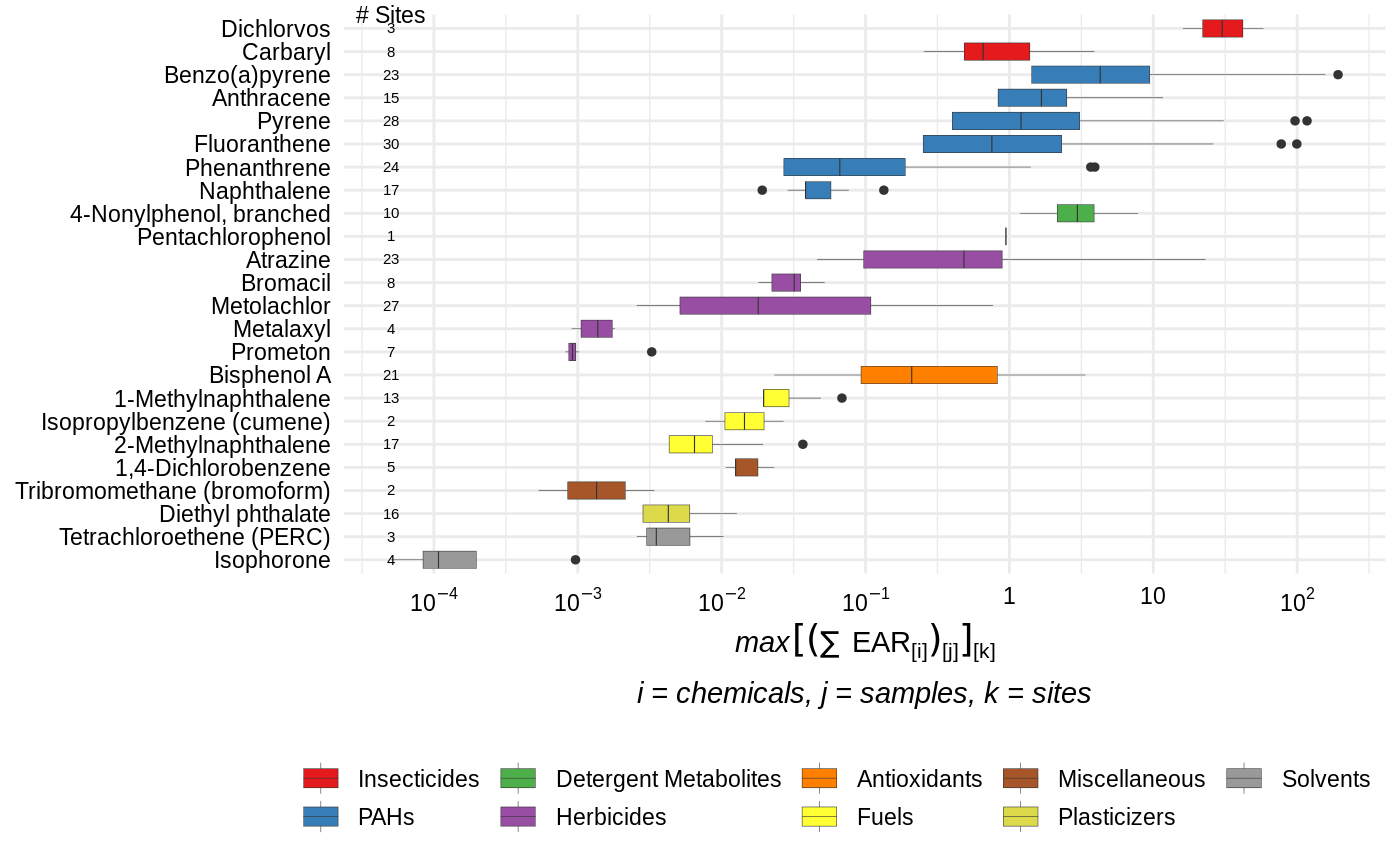 # Sites
Dichlorvos 3
Carbaryl 8
Benzo(a)pyrene 23
Anthracene 15
Pyrene 28
Fluoranthene 30
Phenanthrene 24
Naphthalene 17
4-Nonylphenol, branched 10
Pentachlorophenol 1
Atrazine 23
Bromacil 8
Metolachlor 27
Metalaxyl 4
Prometon 7
Bisphenol A 21
1-Methylnaphthalene 13
Isopropylbenzene (cumene) 2
2-Methylnaphthalene 17
1,4-Dichlorobenzene 5
Tribromomethane (bromoform) 2
Diethyl phthalate 16
Tetrachloroethene (PERC) 3
Isophorone 4
10⁻⁴ 10⁻³ 10⁻² 10⁻¹ 1 10 10²
max[(∑ EAR[i])[j]][k]
i = chemicals, j = samples, k = sites
Insecticides Detergent Metabolites Antioxidants Miscellaneous Solvents
PAHs Herbicides Fuels Plasticizers